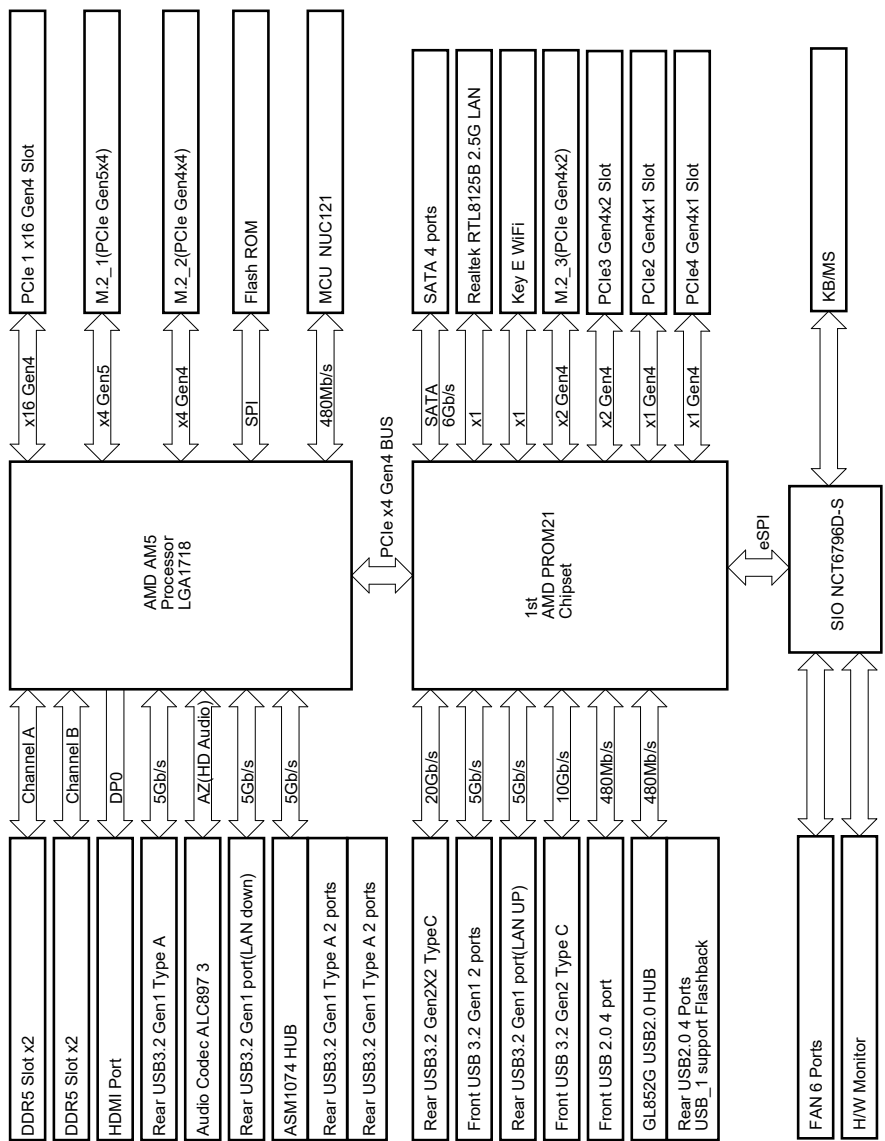 PCIe 1 x16 Gen4 Slot
M.2_1(PCIe Gen5x4)
M.2_2(PCIe Gen4x4)
Flash ROM
MCU NUC121
x16 Gen4
x4 Gen5
x4 Gen4
SPI
480Mb/s
AMD AM5
Processor
LGA1718
Channel A
Channel B
DP0
5Gb/s
AZ(HD Audio)
5Gb/s
5Gb/s
DDR5 Slot x2
DDR5 Slot x2
HDMI Port
Rear USB3.2 Gen1 Type A
Audio Codec ALC897 3
Rear USB3.2 Gen1 port(LAN down)
ASM1074 HUB
Rear USB3.2 Gen1 Type A 2 ports
Rear USB3.2 Gen1 Type A 2 ports
PCIe x4 Gen4 BUS
SATA 4 ports
Realtek RTL8125B 2.5G LAN
Key E WiFi
M.2_3(PCIe Gen4x2)
PCIe3 Gen4x2 Slot
PCIe2 Gen4x1 Slot
PCIe4 Gen4x1 Slot
SATA
6Gb/s
x1
x1
x2 Gen4
x2 Gen4
x1 Gen4
x1 Gen4
1st
AMD PROM21
Chipset
20Gb/s
5Gb/s
5Gb/s
10Gb/s
480Mb/s
480Mb/s
Rear USB3.2 Gen2X2 TypeC
Front USB 3.2 Gen1 2 ports
Rear USB3.2 Gen1 port(LAN UP)
Front USB 3.2 Gen2 Type C
Front USB 2.0 4 port
GL852G USB2.0 HUB
Rear USB2.0 4 Ports
USB_1 support Flashback
eSPI
KB/MS
SIO NCT6796D-S
FAN 6 Ports
H/W Monitor